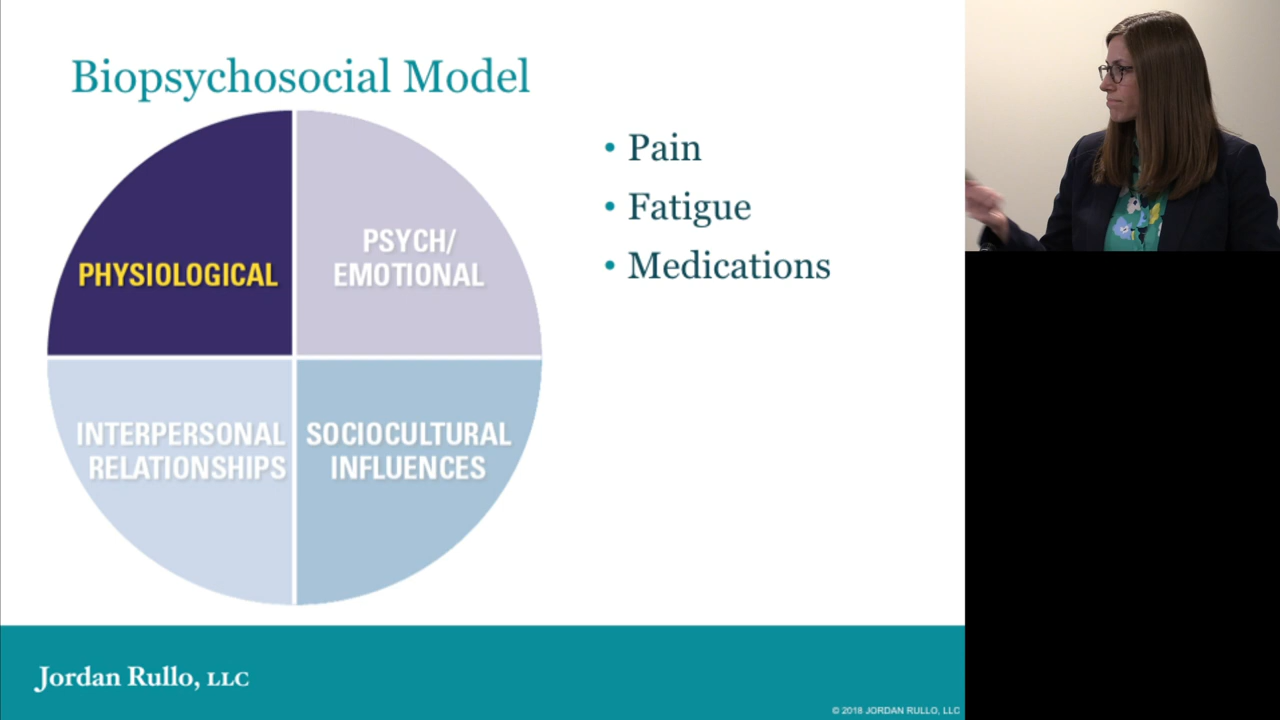 Biopsychosocial Model
PHYSIOLOGICAL
PSYCH/
EMOTIONAL
INTERPERSONAL
RELATIONSHIPS
SOCIOCULTURAL
INFLUENCES
• Pain
• Fatigue
• Medications
Jordan Rullo, LLC
© 2018 JORDAN RULLO, LLC